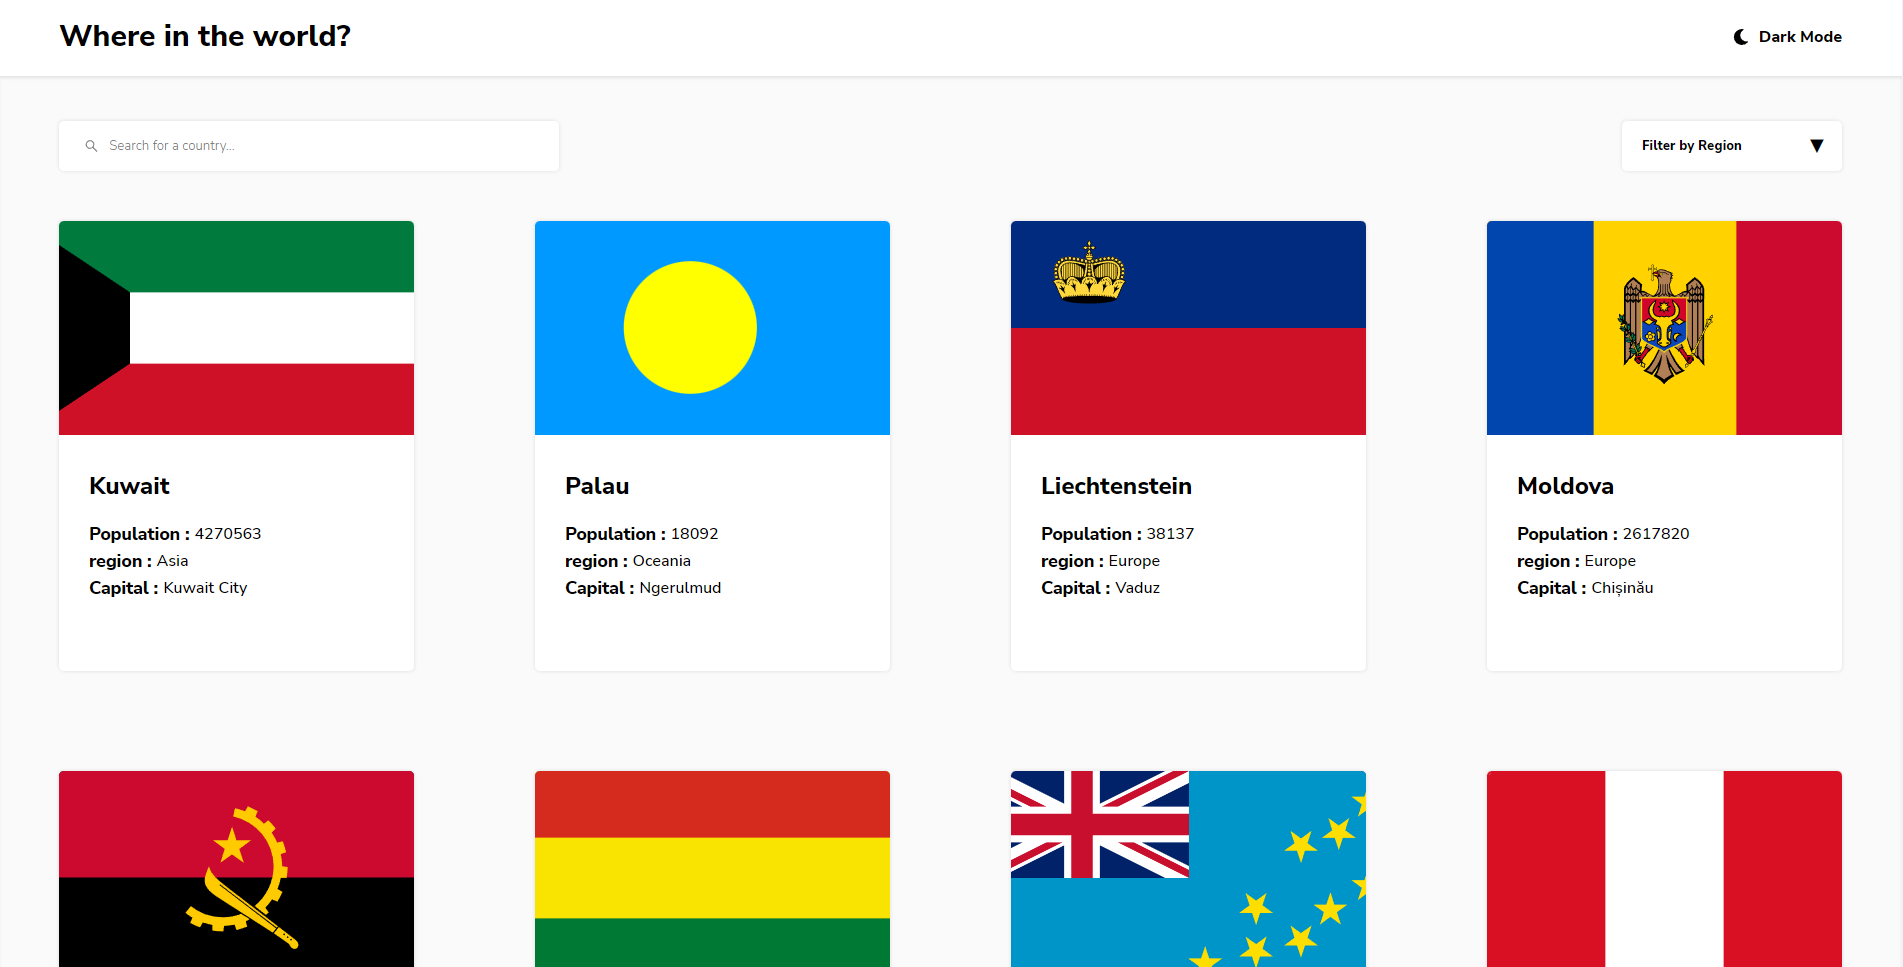 Where in the world?
Dark Mode
Search for a country...
Filter by Region
Kuwait
Population : 4270563
region : Asia
Capital : Kuwait City
Palau
Population : 18092
region : Oceania
Capital : Ngerulmud
Liechtenstein
Population : 38137
region : Europe
Capital : Vaduz
Moldova
Population : 2617820
region : Europe
Capital : Chișinău